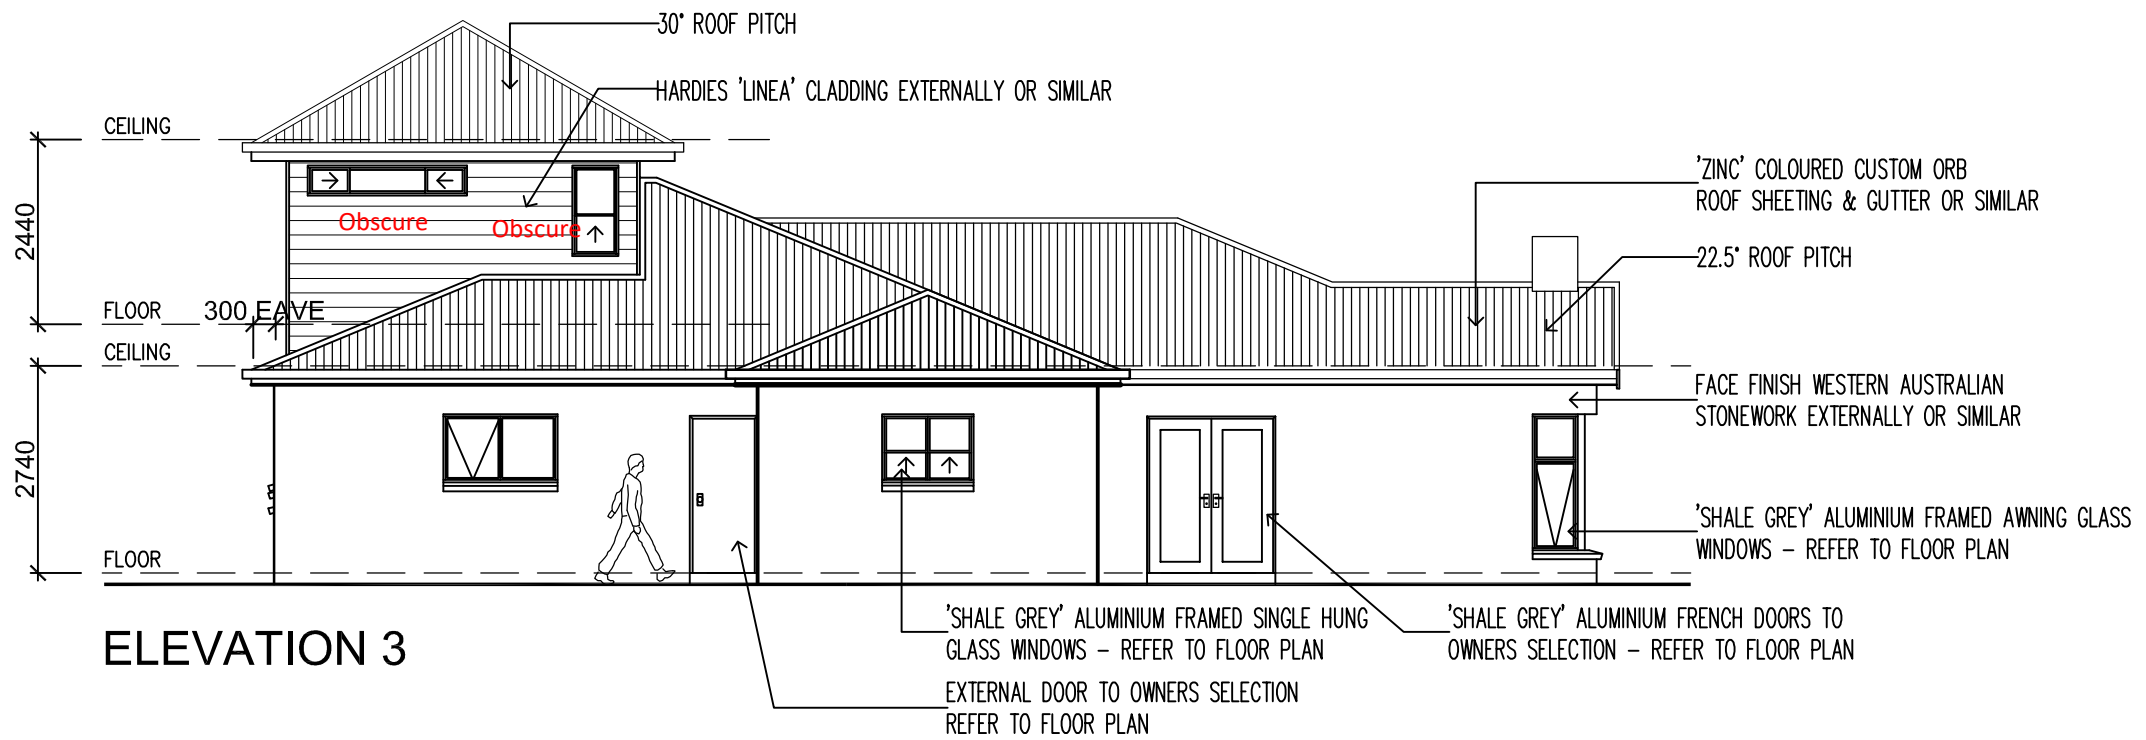 30° ROOF PITCH
HARDIES 'LINEA' CLADDING EXTERNALLY OR SIMILAR
CEILING
'ZINC' COLOURED CUSTOM ORB
ROOF SHEETING & GUTTER OR SIMILAR
2440
Obscure
Obscure
22.5° ROOF PITCH
FLOOR
300 EAVE
CEILING
FACE FINISH WESTERN AUSTRALIAN
STONEWORK EXTERNALLY OR SIMILAR
2740
'SHALE GREY' ALUMINIUM FRAMED AWNING GLASS
WINDOWS – REFER TO FLOOR PLAN
FLOOR
'SHALE GREY' ALUMINIUM FRAMED SINGLE HUNG
GLASS WINDOWS – REFER TO FLOOR PLAN
'SHALE GREY' ALUMINIUM FRENCH DOORS TO
OWNERS SELECTION – REFER TO FLOOR PLAN
ELEVATION 3
EXTERNAL DOOR TO OWNERS SELECTION
REFER TO FLOOR PLAN